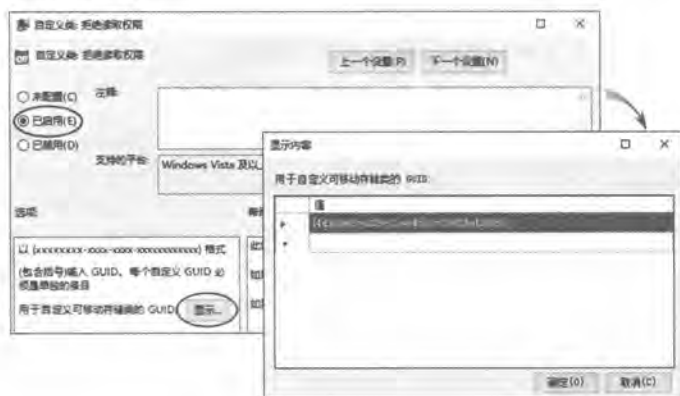 自定义类: 拒绝读取权限
自定义类: 拒绝读取权限
上一个设置(P)
下一个设置(N)
未配置(C)
注释:
已启用(E)
已禁用(D)
支持的平台:
Windows Vista 及以
选项:
以 {xxxxxxxx-xxxx-xxxx-xxxxxxxxxxxx} 格式
(包含括号)输入 GUID。每个自定义 GUID 必
须是单独的条目
用于自定义可移动存储类的 GUID
显示...
显示内容
用于自定义可移动存储类的 GUID:
值
确定(O)
取消(C)